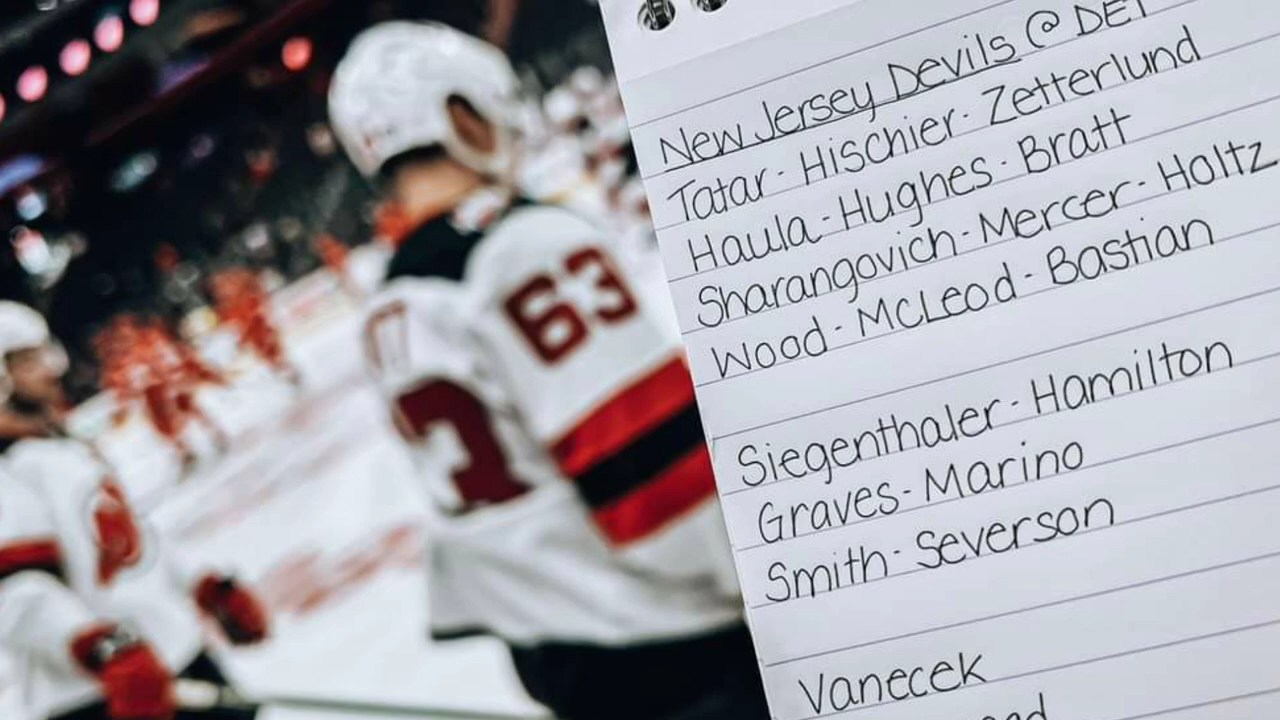 New Jersey Devils @ DET
Tatar - Hischier - Zetterlund
Haula - Hughes - Bratt
Sharangovich - Mercer - Holtz
Wood - McLeod - Bastian
Siegenthaler - Hamilton
Graves - Marino
Smith - Severson
Vanecek
63